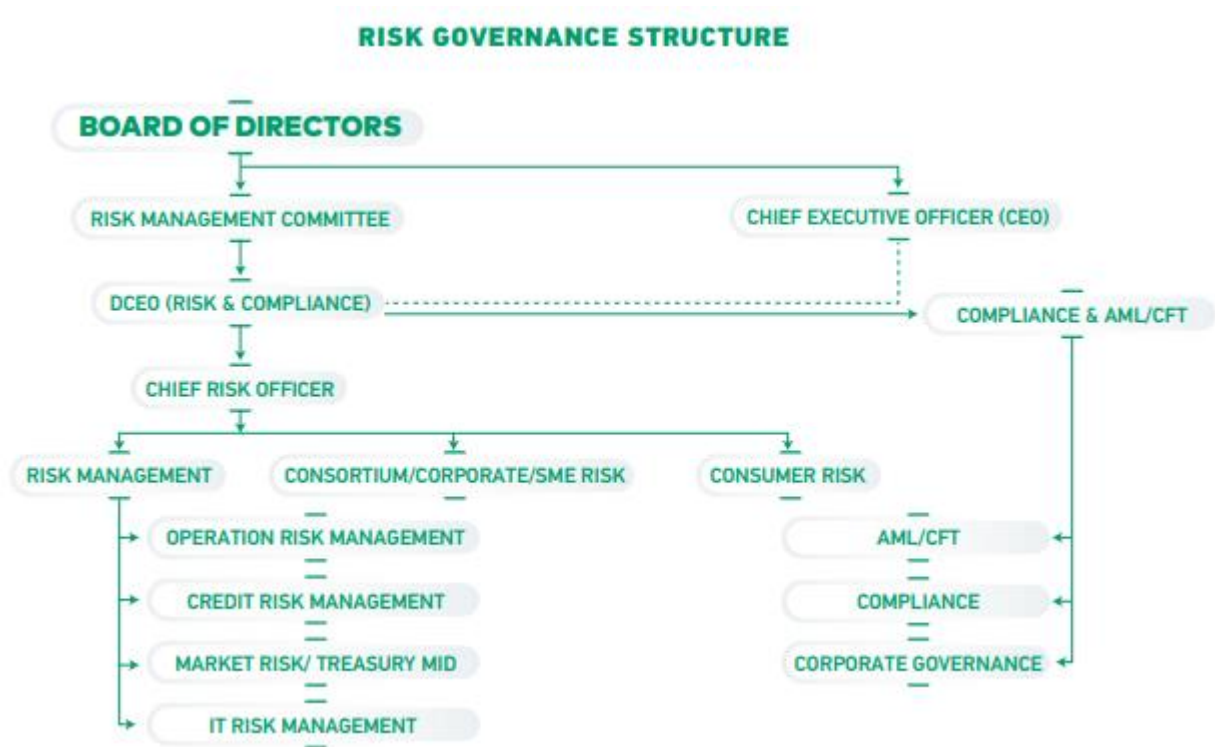 RISK GOVERNANCE STRUCTURE
BOARD OF DIRECTORS
RISK MANAGEMENT COMMITTEE
CHIEF EXECUTIVE OFFICER (CEO)
DCEO (RISK & COMPLIANCE)
COMPLIANCE & AML/CFT
CHIEF RISK OFFICER
RISK MANAGEMENT
CONSORTIUM/CORPORATE/SME RISK
CONSUMER RISK
OPERATION RISK MANAGEMENT
AML/CFT
CREDIT RISK MANAGEMENT
COMPLIANCE
MARKET RISK/ TREASURY MID
CORPORATE GOVERNANCE
IT RISK MANAGEMENT